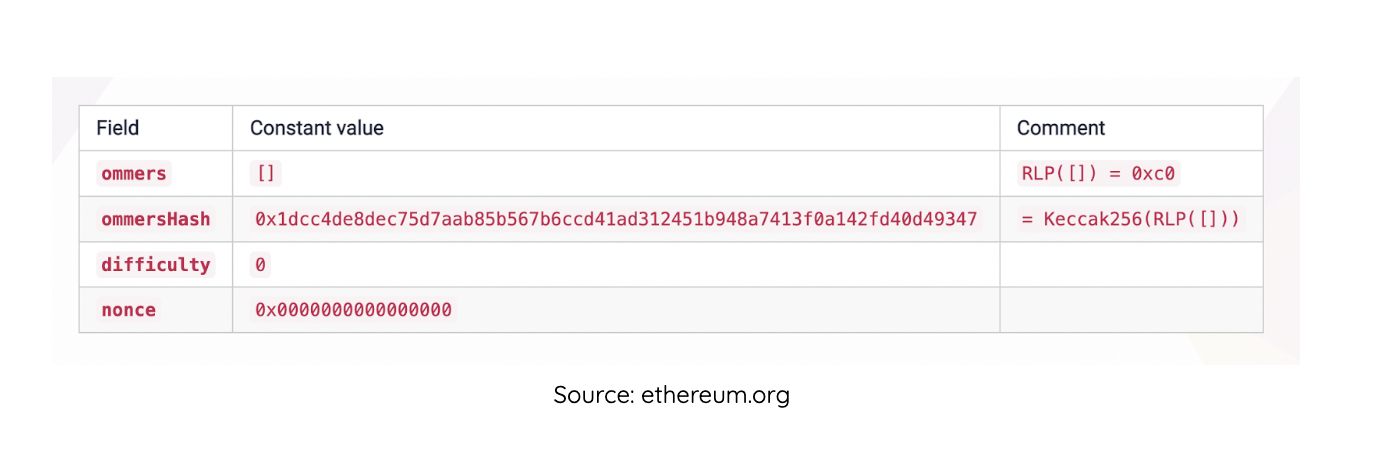 Field Constant value Comment
ommers [] RLP([]) = 0xc0
ommersHash 0x1dcc4de8dec75d7aab85b567b6ccd41ad312451b948a7413f0a142fd40d49347 = Keccak256(RLP([]))
difficulty 0
nonce 0x0000000000000000
Source: ethereum.org